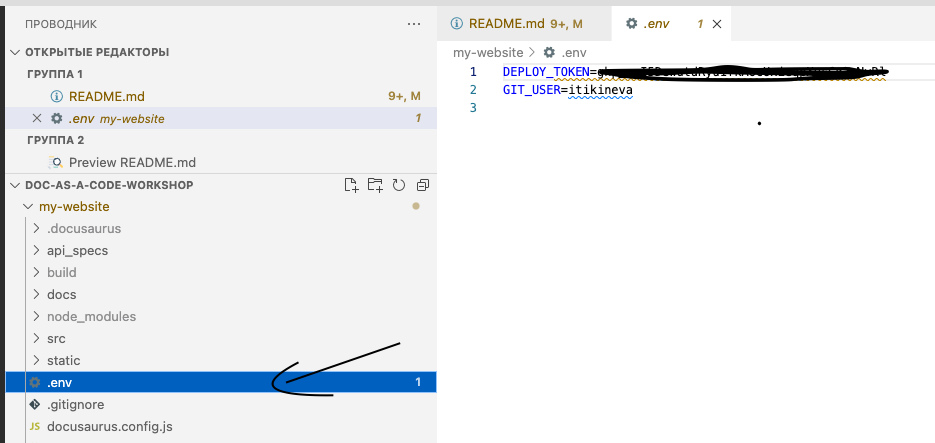 ПРОВОДНИК
ОТКРЫТЫЕ РЕДАКТОРЫ
ГРУППА 1
README.md 9+, M
.env my-website 1
ГРУППА 2
Preview README.md
DOC-AS-A-CODE-WORKSHOP
my-website
.docusaurus
api_specs
build
docs
node_modules
src
static
.env 1
.gitignore
JS docusaurus.config.js
README.md 9+, M
.env 1
my-website > .env
1 DEPLOY_TOKEN=
2 GIT_USER=itikineva
3